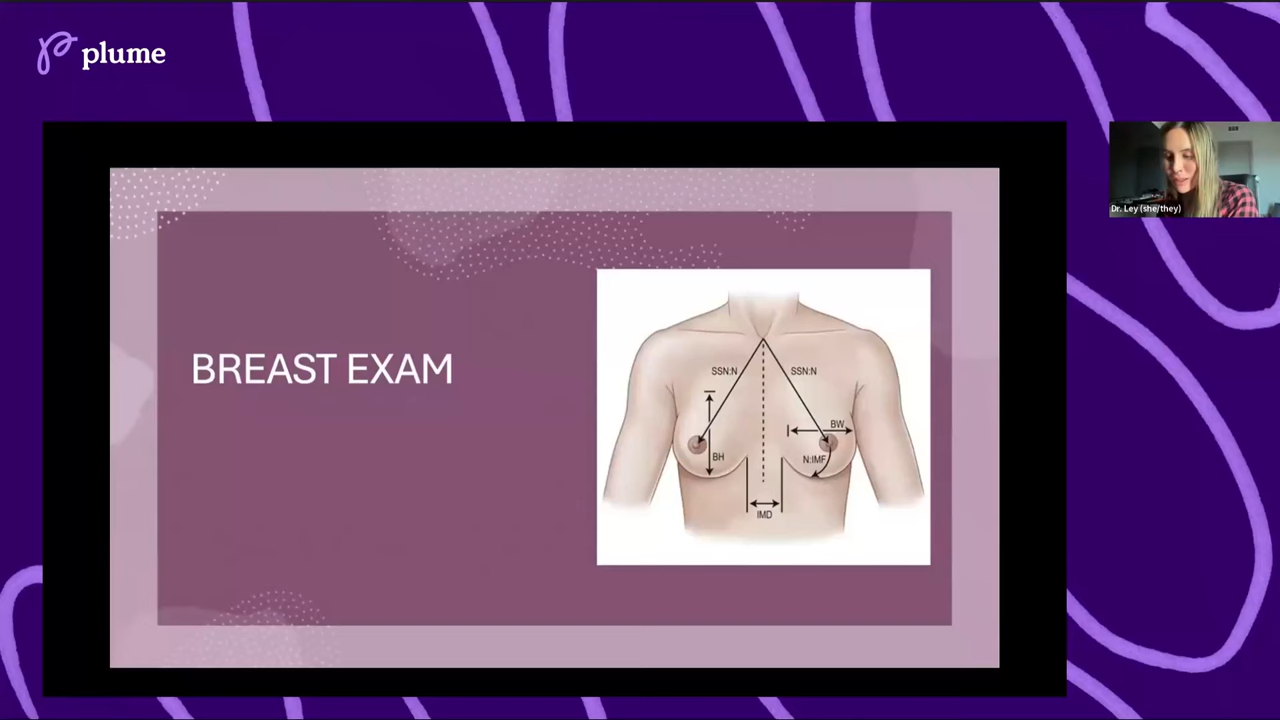 plume
Dr. Ley (she/they)
BREAST EXAM
SSN:N
SSN:N
BW
BH
N:IMF
IMD